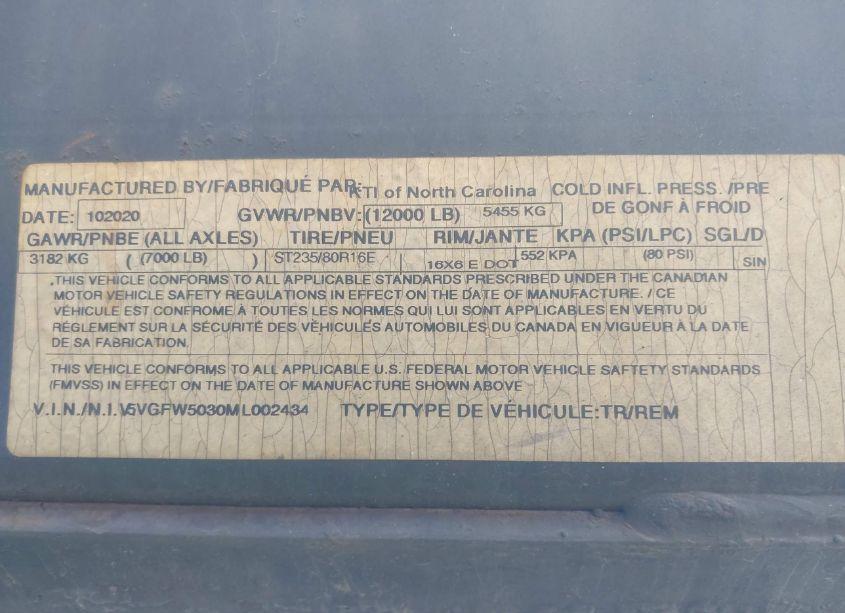 MANUFACTURED BY/FABRIQUÉ PAR: KTI of North Carolina COLD INFL. PRESS. /PRE
DATE: 102020 GVWR/PNBV: (12000 LB) 5455 KG DE GONF À FROID
GAWR/PNBE (ALL AXLES) TIRE/PNEU RIM/JANTE KPA (PSI/LPC) SGL/D
3182 KG ( (7000 LB) ) ST235/80R16E 16X6 E DOT 552 KPA (80 PSI) SIN
.THIS VEHICLE CONFORMS TO ALL APPLICABLE STANDARDS PRESCRIBED UNDER THE CANADIAN
MOTOR VEHICLE SAFETY REGULATIONS IN EFFECT ON THE DATE OF MANUFACTURE. / CE
VÉHICULE EST CONFROME À TOUTES LES NORMES QUI LUI SONT APPLICABLES EN VERTU DU
RÉGLEMENT SUR LA SÉCURITÉ DES VÈHICULÉS AUTOMOBILES DU CANADA EN VIGUEUR À LA DATE
DE SA FABRICATION.
THIS VEHICLE CONFORMS TO ALL APPLICABLE U.S. FEDERAL MOTOR VEHICLE SAFTETY STANDARDS
(FMVSS) IN EFFECT ON THE DATE OF MANUFACTURE SHOWN ABOVE
V.I.N./N.I.V 5VGFW5030ML002434 TYPE/TYPE DE VÉHICULE:TR/REM